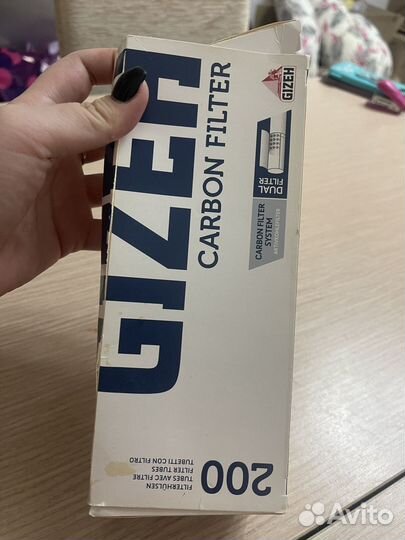 GIZEH
CARBON FILTER
GIZEH
DUAL
FILTER
CARBON FILTER
SYSTEM
200
FILTERHÜLSEN
TUBES AVEC FILTRE
FILTER TUBES
TUBETTI CON FILTRO
Avito